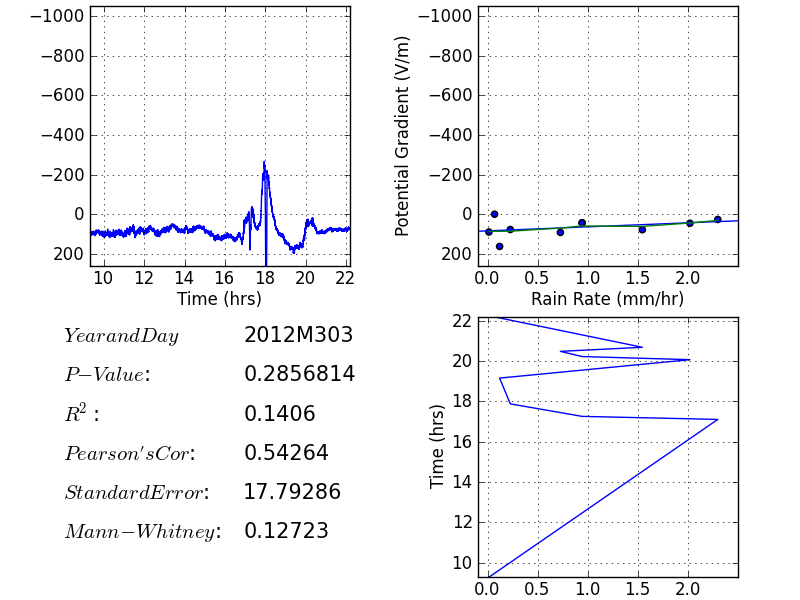 −1000
−800
−600
−400
−200
0
200
10 12 14 16 18 20 22
Time (hrs)
Potential Gradient (V/m)
−1000
−800
−600
−400
−200
0
200
0.0 0.5 1.0 1.5 2.0
Rain Rate (mm/hr)
YearandDay 2012M303
P−Value: 0.2856814
R²: 0.1406
Pearson'sCor: 0.54264
StandardError: 17.79286
Mann−Whitney: 0.12723
Time (hrs)
22
20
18
16
14
12
10
0.0 0.5 1.0 1.5 2.0